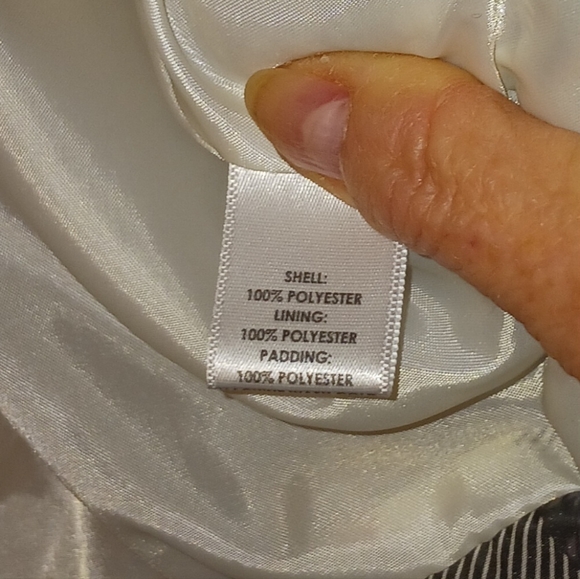 SHELL:
100% POLYESTER
LINING:
100% POLYESTER
PADDING:
100% POLYESTER